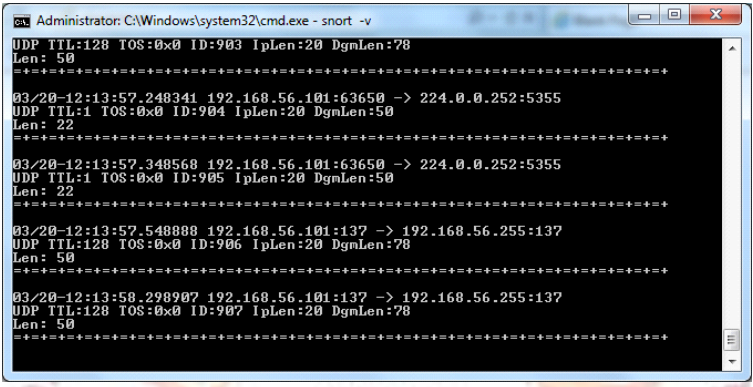 Administrator: C:\Windows\system32\cmd.exe - snort -v
UDP TTL:128 TOS:0x0 ID:903 IpLen:20 DgmLen:78
Len: 50
=+=+=+=+=+=+=+=+=+=+=+=+=+=+=+=+=+=+=+=+=+=+=+=+=+=+=+=+=+=+=+=+=+=+=+=+=+
03/20-12:13:57.248341 192.168.56.101:63650 -> 224.0.0.252:5355
UDP TTL:1 TOS:0x0 ID:904 IpLen:20 DgmLen:50
Len: 22
=+=+=+=+=+=+=+=+=+=+=+=+=+=+=+=+=+=+=+=+=+=+=+=+=+=+=+=+=+=+=+=+=+=+=+=+=+
03/20-12:13:57.348568 192.168.56.101:63650 -> 224.0.0.252:5355
UDP TTL:1 TOS:0x0 ID:905 IpLen:20 DgmLen:50
Len: 22
=+=+=+=+=+=+=+=+=+=+=+=+=+=+=+=+=+=+=+=+=+=+=+=+=+=+=+=+=+=+=+=+=+=+=+=+=+
03/20-12:13:57.548888 192.168.56.101:137 -> 192.168.56.255:137
UDP TTL:128 TOS:0x0 ID:906 IpLen:20 DgmLen:78
Len: 50
=+=+=+=+=+=+=+=+=+=+=+=+=+=+=+=+=+=+=+=+=+=+=+=+=+=+=+=+=+=+=+=+=+=+=+=+=+
03/20-12:13:58.298907 192.168.56.101:137 -> 192.168.56.255:137
UDP TTL:128 TOS:0x0 ID:907 IpLen:20 DgmLen:78
Len: 50
=+=+=+=+=+=+=+=+=+=+=+=+=+=+=+=+=+=+=+=+=+=+=+=+=+=+=+=+=+=+=+=+=+=+=+=+=+